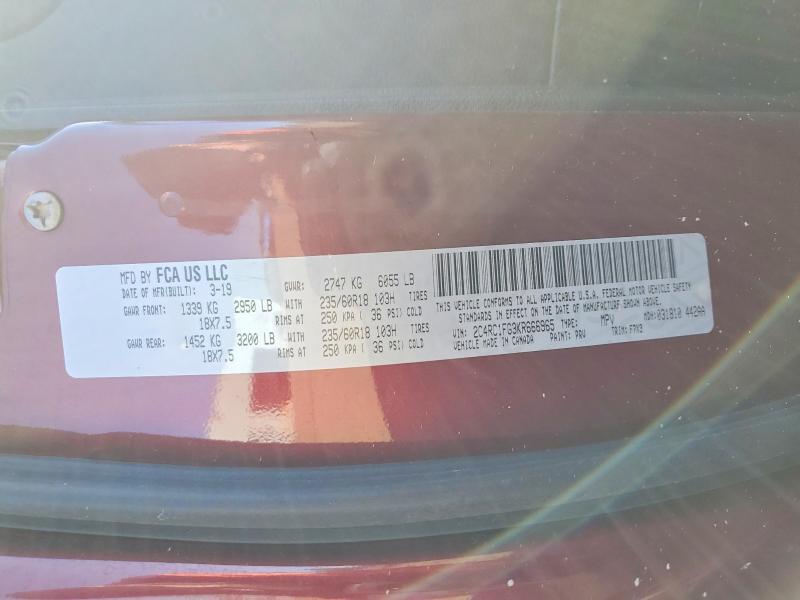 MFD BY FCA US LLC
DATE OF MFR(BUILT): 3-19 GVWR: 2747 KG 6055 LB
GAWR FRONT: 1339 KG 2950 LB WITH 235/60R18 103H TIRES
18X7.5 RIMS AT 250 KPA ( 36 PSI) COLD
GAWR REAR: 1452 KG 3200 LB WITH 235/60R18 103H TIRES
18X7.5 RIMS AT 250 KPA ( 36 PSI) COLD
THIS VEHICLE CONFORMS TO ALL APPLICABLE U.S.A. FEDERAL MOTOR VEHICLE SAFETY
STANDARDS IN EFFECT ON THE DATE OF MANUFACTURE SHOWN ABOVE.
VIN: 2C4RC1FG3KR666965 TYPE: MPV MDH: 031810 442AA
VEHICLE MADE IN CANADA PAINT: PRV TRIM: